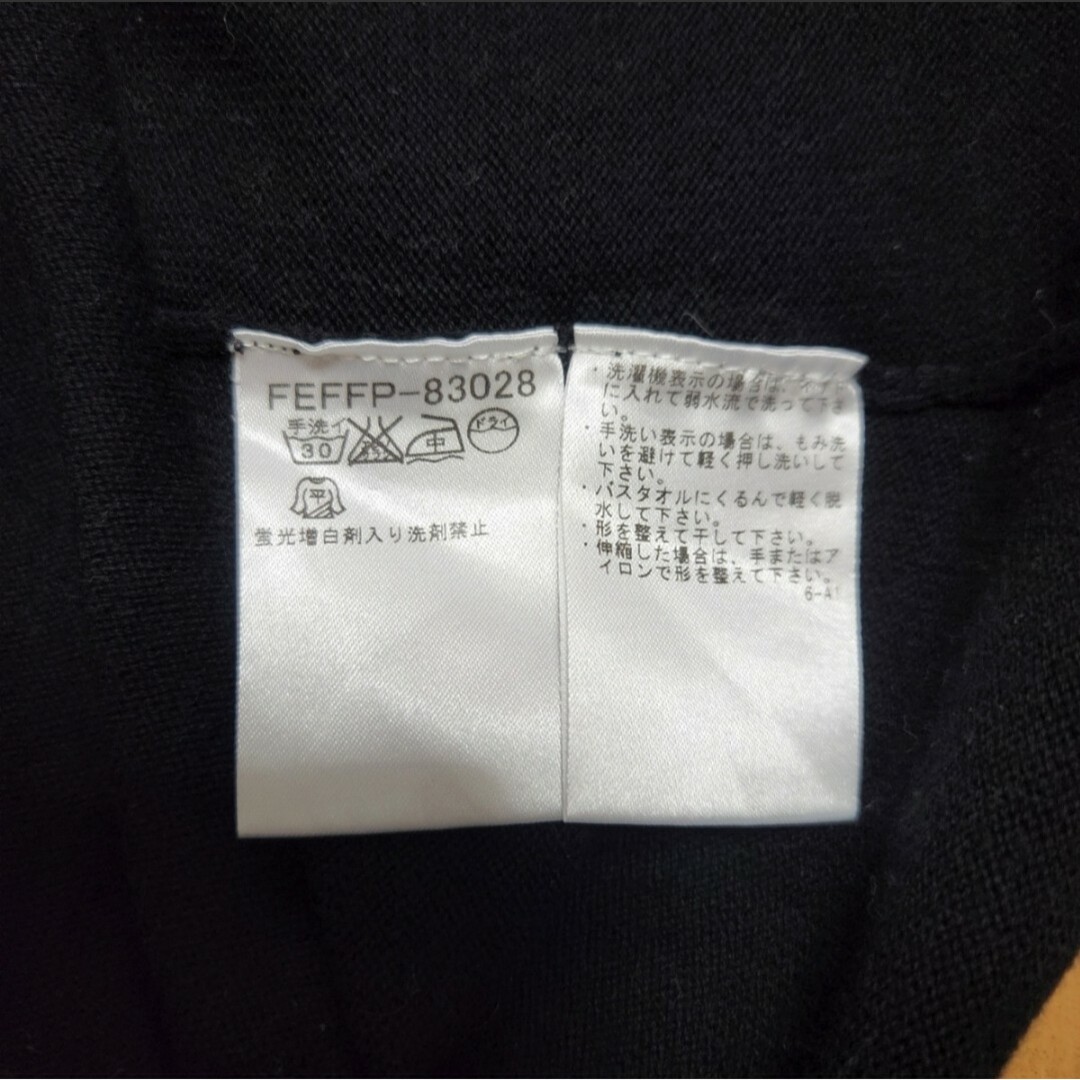 FEFFP-83028
手洗イ
30
中
ドライ
平
蛍光増白剤入り洗剤禁止
・洗濯機表示の場合は、
に入れて弱水流で洗って下さ
い。
・手洗い表示の場合は、もみ洗
いを避けて軽く押し洗いして
下さい。
・バスタオルにくるんで軽く脱
水して下さい。
・形を整えて干して下さい。
・伸縮した場合は、手またはア
イロンで形を整えて下さい。
6-A1